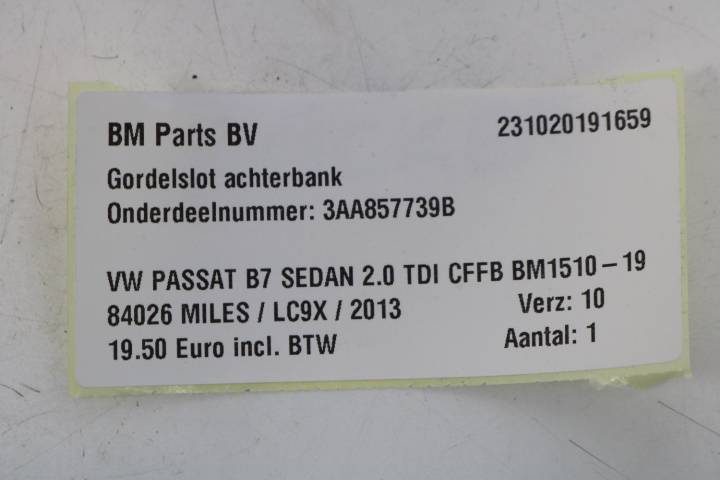 BM Parts BV 231020191659
Gordelslot achterbank
Onderdeelnummer: 3AA857739B
VW PASSAT B7 SEDAN 2.0 TDI CFFB BM1510-19
84026 MILES / LC9X / 2013 Verz: 10
19.50 Euro incl. BTW Aantal: 1